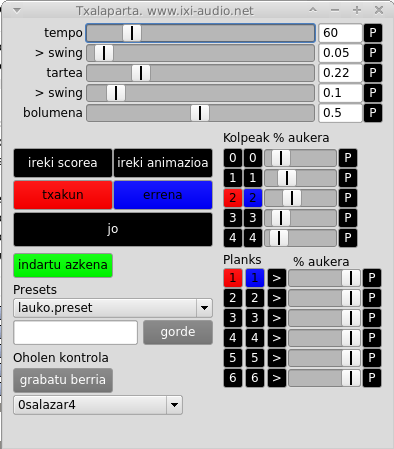 Txalaparta. www.ixi-audio.net
tempo 60 P
> swing 0.05 P
tartea 0.22 P
> swing 0.1 P
bolumena 0.5 P
Kolpeak % aukera
ireki scorea ireki animazioa
0 0 P
1 1 P
txakun errena
2 2 P
3 3 P
jo
4 4 P
indartu azkena
Planks % aukera
1 1 > P
Presets
2 2 > P
lauko.preset
3 3 > P
gorde
4 4 > P
Oholen kontrola
5 5 > P
grabatu berria
6 6 > P
0salazar4